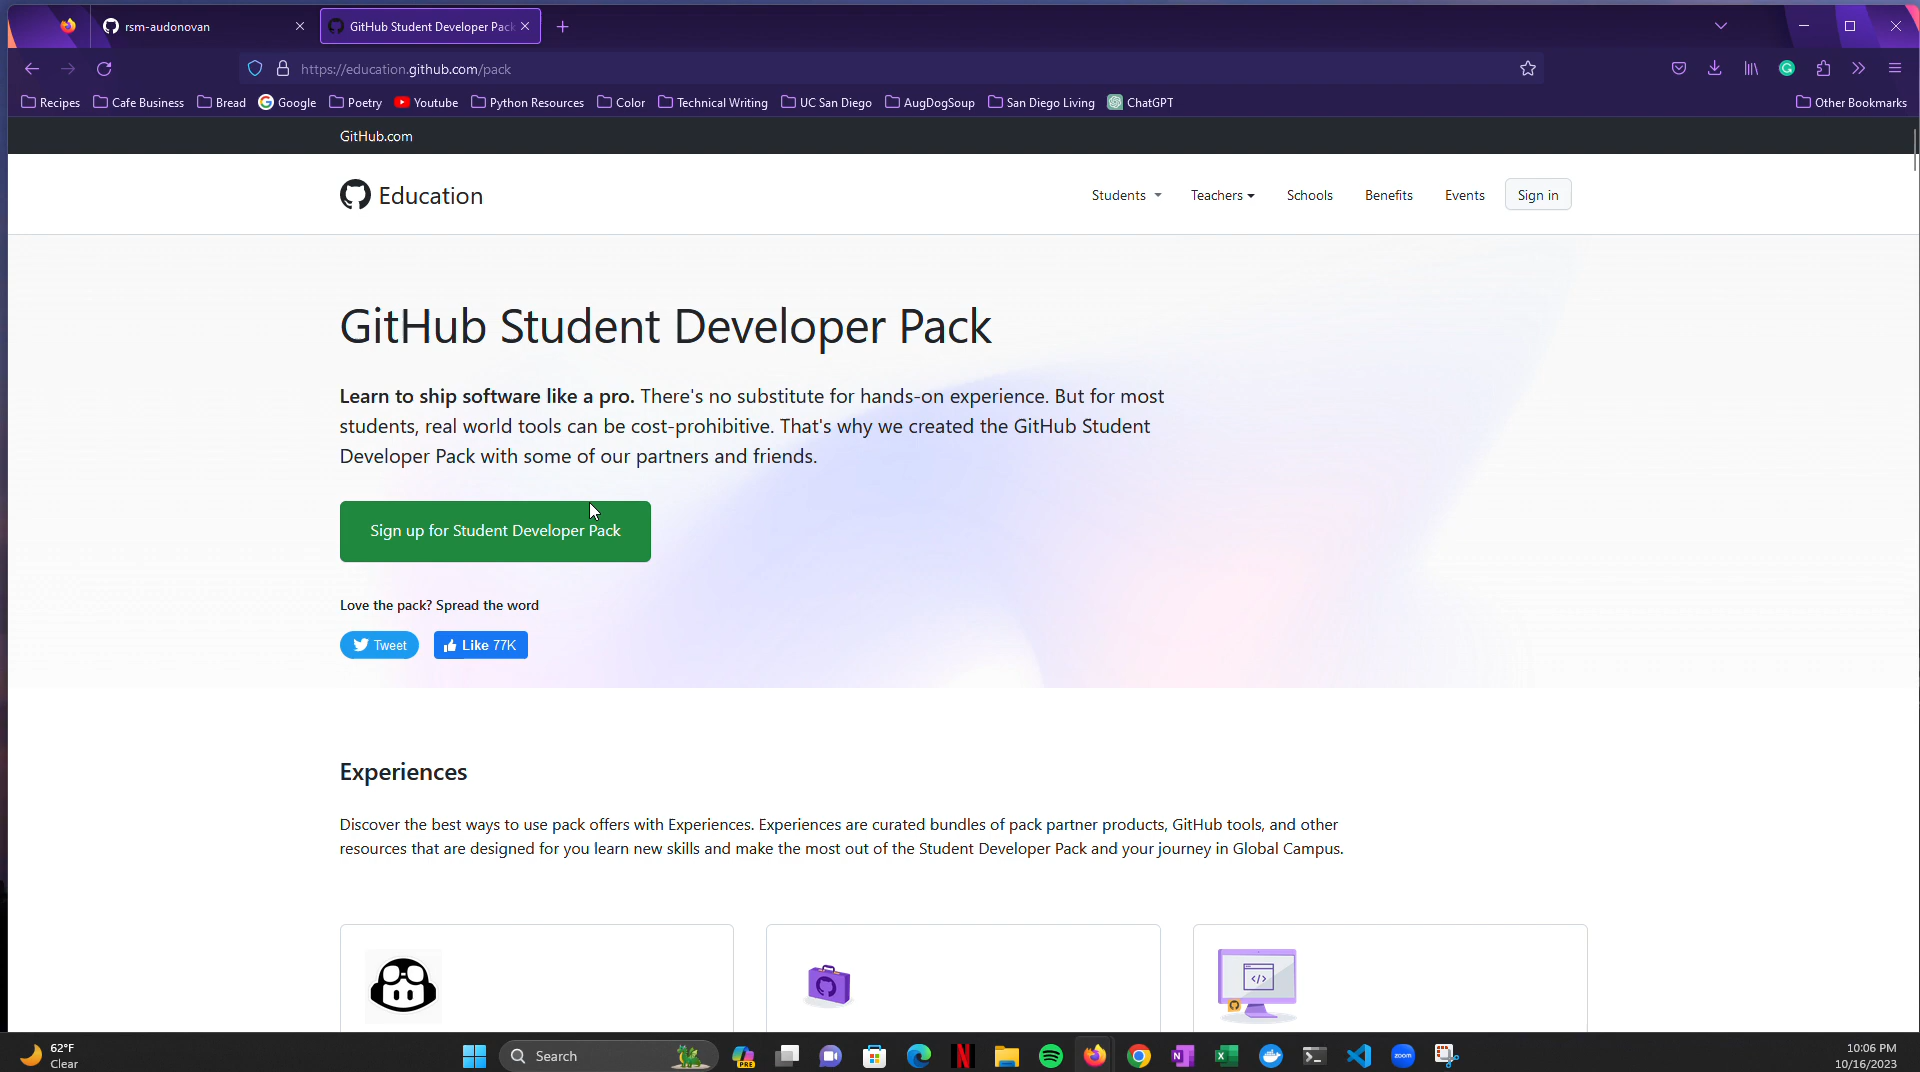 rsm-audonovan
GitHub Student Developer Pack
https://education.github.com/pack
Recipes Cafe Business Bread Google Poetry Youtube Python Resources Color Technical Writing UC San Diego AugDogSoup San Diego Living ChatGPT Other Bookmarks
GitHub.com
Education
Students Teachers Schools Benefits Events Sign in
GitHub Student Developer Pack
Learn to ship software like a pro. There's no substitute for hands-on experience. But for most
students, real world tools can be cost-prohibitive. That's why we created the GitHub Student
Developer Pack with some of our partners and friends.
Sign up for Student Developer Pack
Love the pack? Spread the word
Tweet Like 77K
Experiences
Discover the best ways to use pack offers with Experiences. Experiences are curated bundles of pack partner products, GitHub tools, and other
resources that are designed for you learn new skills and make the most out of the Student Developer Pack and your journey in Global Campus.
62°F
Clear
Search
PRE
zoom
10:06 PM
10/16/2023